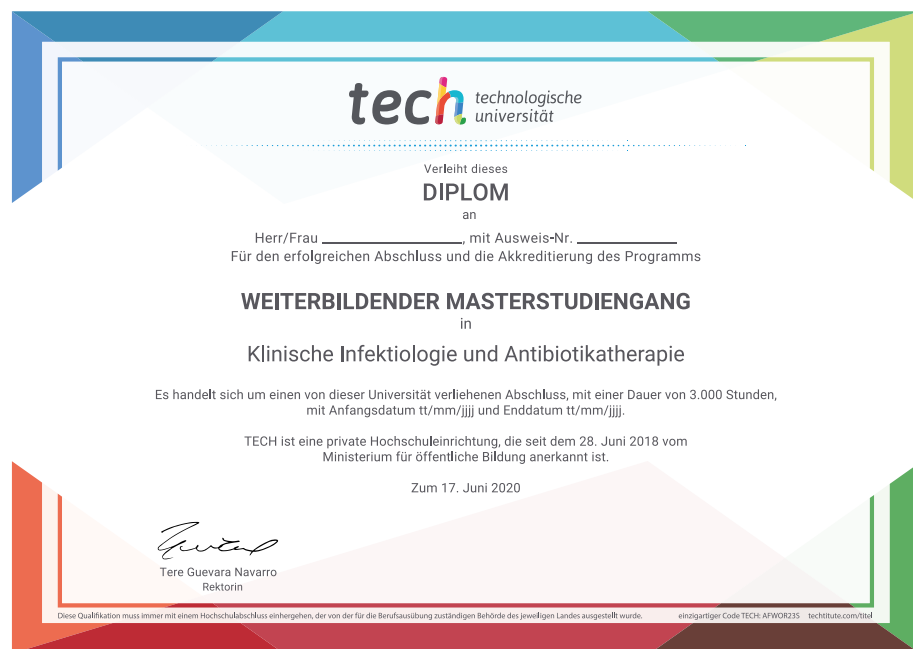 tech technologische
universität
Verleiht dieses
DIPLOM
an
Herr/Frau ____________, mit Ausweis-Nr. ____________
Für den erfolgreichen Abschluss und die Akkreditierung des Programms
WEITERBILDENDER MASTERSTUDIENGANG
in
Klinische Infektiologie und Antibiotikatherapie
Es handelt sich um einen von dieser Universität verliehenen Abschluss, mit einer Dauer von 3.000 Stunden,
mit Anfangsdatum tt/mm/jjjj und Enddatum tt/mm/jjjj.
TECH ist eine private Hochschuleinrichtung, die seit dem 28. Juni 2018 vom
Ministerium für öffentliche Bildung anerkannt ist.
Zum 17. Juni 2020
Tere Guevara Navarro
Rektorin
Diese Qualifikation muss immer mit einem Hochschulabschluss einhergehen, der von der für die Berufsausübung zuständigen Behörde des jeweiligen Landes ausgestellt wurde. einzigartiger Code TECH: AFWOR23S techtitute.com/titel